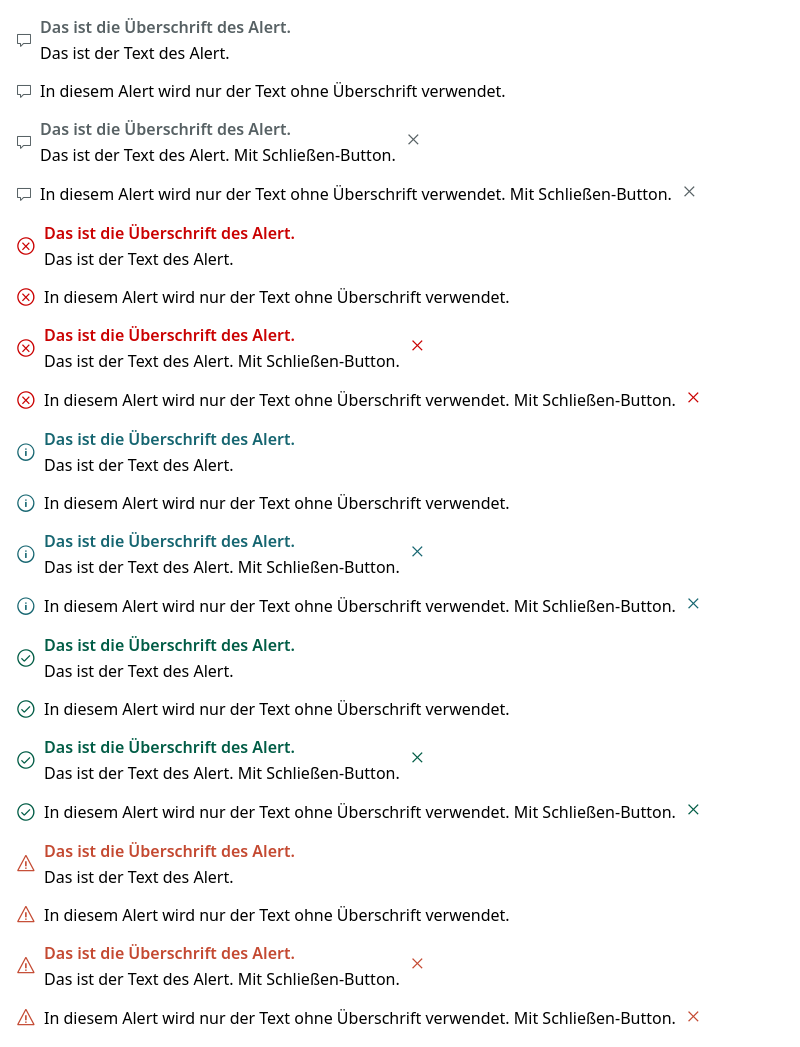 Das ist die Überschrift des Alert.
Das ist der Text des Alert.
In diesem Alert wird nur der Text ohne Überschrift verwendet.
Das ist die Überschrift des Alert.
Das ist der Text des Alert. Mit Schließen-Button.
In diesem Alert wird nur der Text ohne Überschrift verwendet. Mit Schließen-Button.
Das ist die Überschrift des Alert.
Das ist der Text des Alert.
In diesem Alert wird nur der Text ohne Überschrift verwendet.
Das ist die Überschrift des Alert.
Das ist der Text des Alert. Mit Schließen-Button.
In diesem Alert wird nur der Text ohne Überschrift verwendet. Mit Schließen-Button.
Das ist die Überschrift des Alert.
Das ist der Text des Alert.
In diesem Alert wird nur der Text ohne Überschrift verwendet.
Das ist die Überschrift des Alert.
Das ist der Text des Alert. Mit Schließen-Button.
In diesem Alert wird nur der Text ohne Überschrift verwendet. Mit Schließen-Button.
Das ist die Überschrift des Alert.
Das ist der Text des Alert.
In diesem Alert wird nur der Text ohne Überschrift verwendet.
Das ist die Überschrift des Alert.
Das ist der Text des Alert. Mit Schließen-Button.
In diesem Alert wird nur der Text ohne Überschrift verwendet. Mit Schließen-Button.
Das ist die Überschrift des Alert.
Das ist der Text des Alert.
In diesem Alert wird nur der Text ohne Überschrift verwendet.
Das ist die Überschrift des Alert.
Das ist der Text des Alert. Mit Schließen-Button.
In diesem Alert wird nur der Text ohne Überschrift verwendet. Mit Schließen-Button.